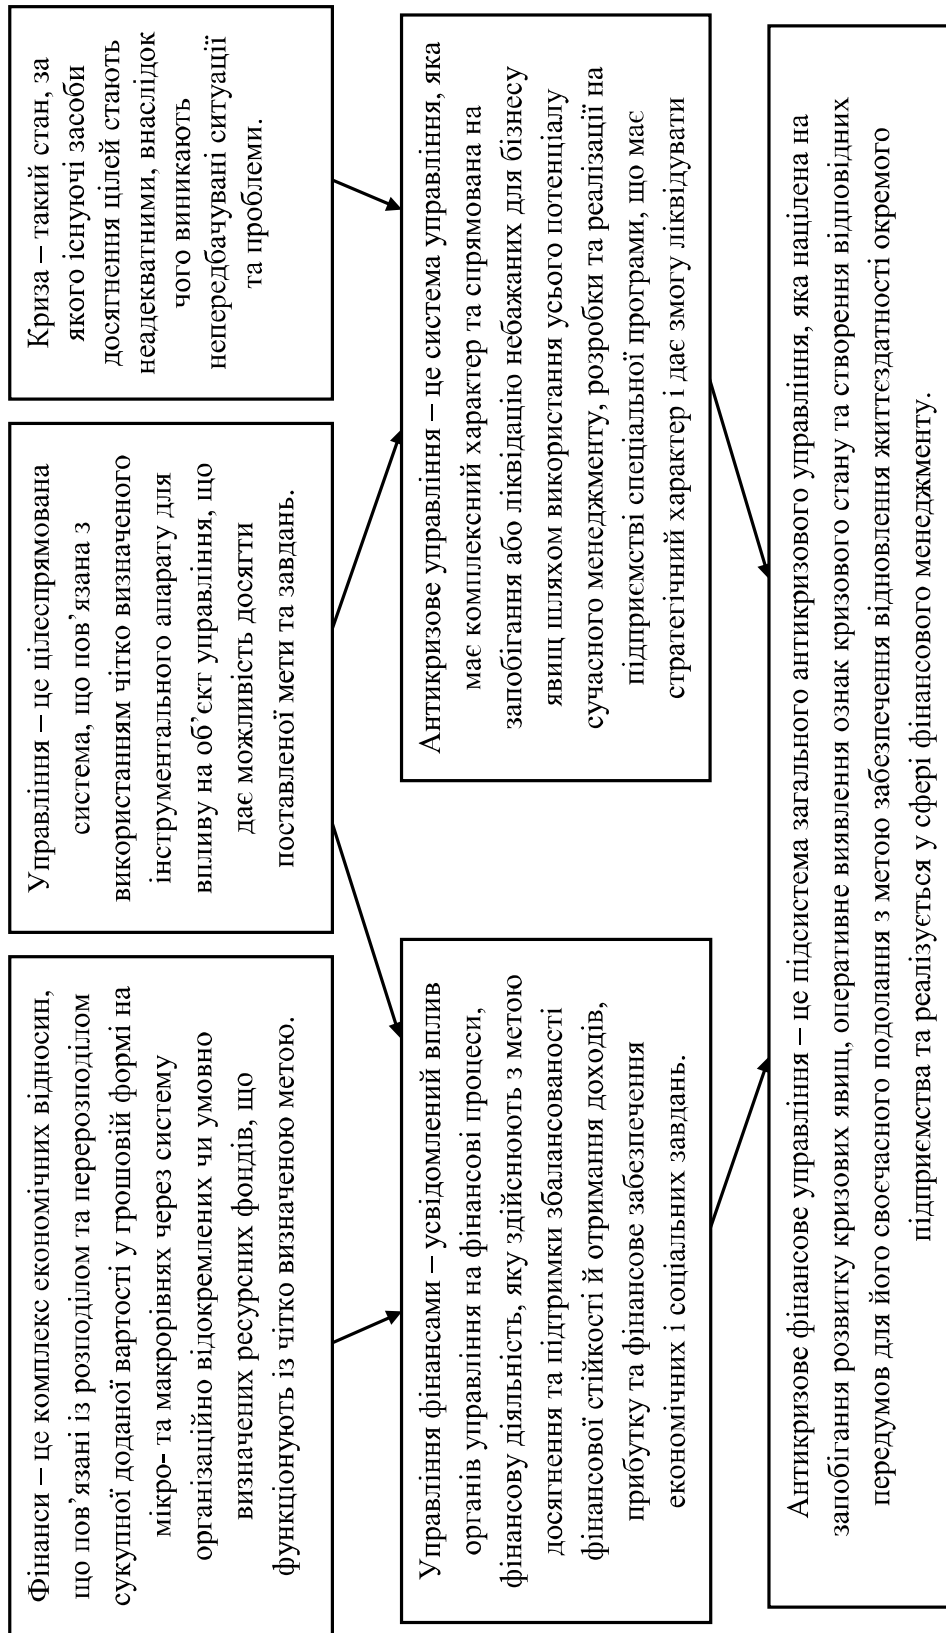 Фінанси – це комплекс економічних відносин,
що пов’язані із розподілом та перерозподілом
сукупної доданої вартості у грошовій формі на
мікро- та макрорівнях через систему
організаційно відокремлених чи умовно
визначених ресурсних фондів, що
функціонують із чітко визначеною метою.
Управління – це цілеспрямована
система, що пов’язана з
використанням чітко визначеного
інструментального апарату для
впливу на об’єкт управління, що
дає можливість досягти
поставленої мети та завдань.
Криза – такий стан, за
якого існуючі засоби
досягнення цілей стають
неадекватними, внаслідок
чого виникають
непередбачувані ситуації
та проблеми.
Управління фінансами – усвідомлений вплив
органів управління на фінансові процеси,
фінансову діяльність, яку здійснюють з метою
досягнення та підтримки збалансованості
фінансової стійкості й отримання доходів,
прибутку та фінансове забезпечення
економічних і соціальних завдань.
Антикризове управління – це система управління, яка
має комплексний характер та спрямована на
запобігання або ліквідацію небажаних для бізнесу
явищ шляхом використання усього потенціалу
сучасного менеджменту, розробки та реалізації на
підприємстві спеціальної програми, що має
стратегічний характер і дає змогу ліквідувати
Антикризове фінансове управління – це підсистема загального антикризового управління, яка націлена на
запобігання розвитку кризових явищ, оперативне виявлення ознак кризового стану та створення відповідних
передумов для його своєчасного подолання з метою забезпечення відновлення життєздатності окремого
підприємства та реалізується у сфері фінансового менеджменту.